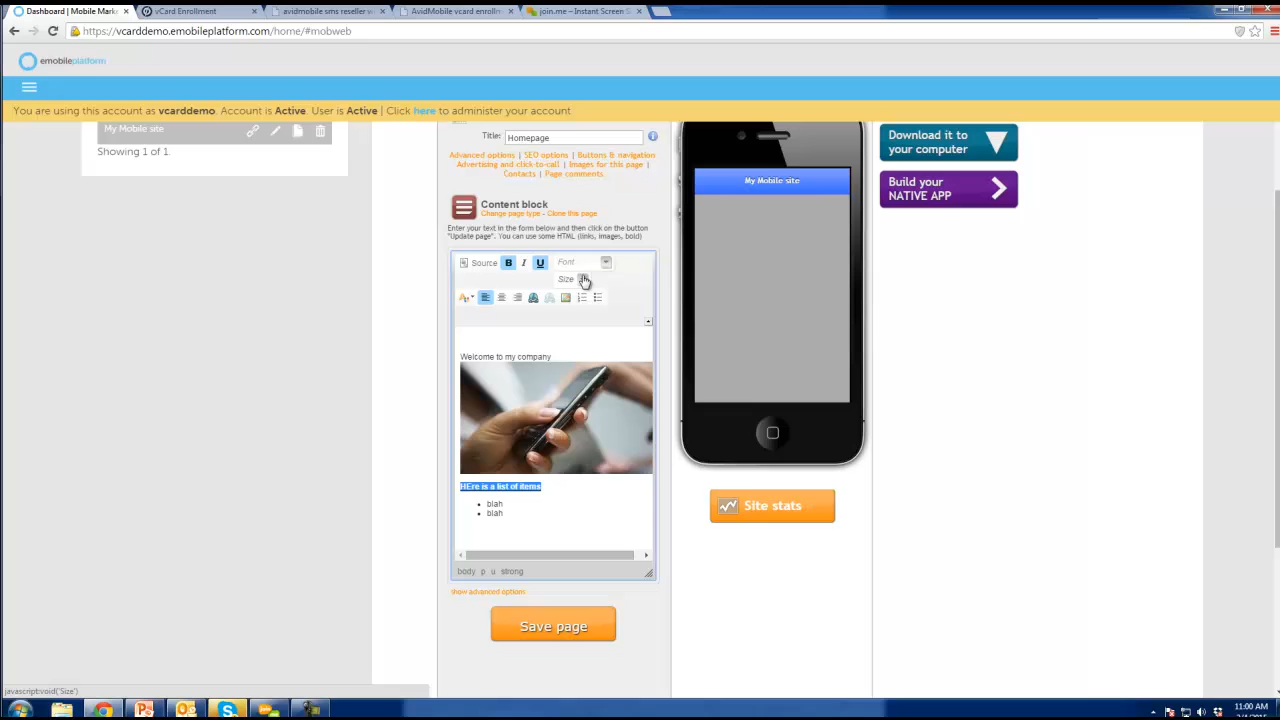 Dashboard | Mobile Marke
vCard Enrollment
avidmobile sms reseller w
AvidMobile vcard enrollm
join.me – Instant Screen S
https://vcarddemo.emobileplatform.com/home/#mobweb
emobileplatform
You are using this account as vcarddemo. Account is Active. User is Active | Click here to administer your account
My Mobile site
Showing 1 of 1.
Title: Homepage
Advanced options | SEO options | Buttons & navigation
Advertising and click-to-call | Images for this page |
Contacts | Page comments.
Content block
Change page type - Clone this page
Enter your text in the form below and then click on the button
"Update page". You can use some HTML (links, images, bold)
Source B I U Font
Size
Welcome to my company
HEre is a list of items
• blah
• blah
body p u strong
show advanced options
Save page
My Mobile site
Site stats
Download it to
your computer
Build your
NATIVE APP
javascript:void('Size')
11:00 AM